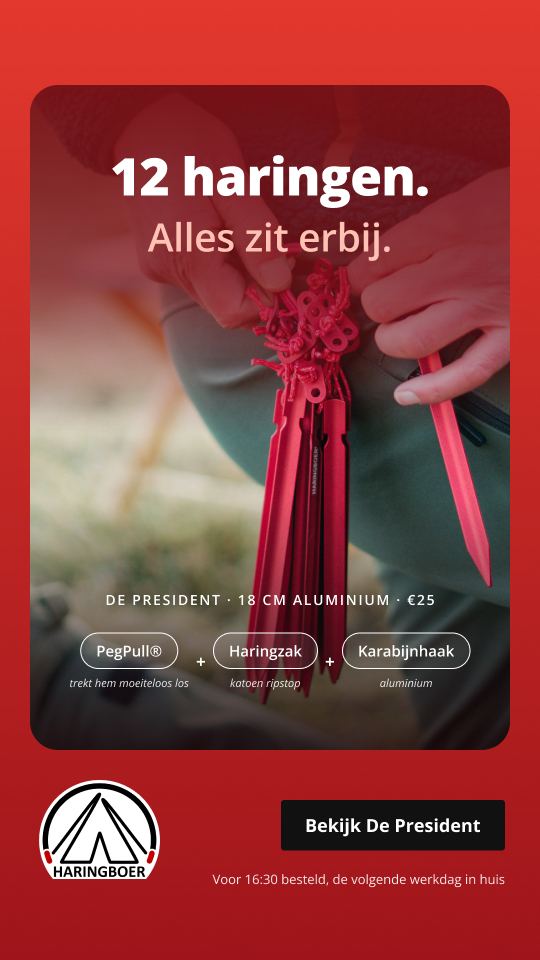 12 haringen.
Alles zit erbij.
HARINGBOER®
DE PRESIDENT · 18 CM ALUMINIUM · €25
PegPull® + Haringzak + Karabijnhaak
trekt hem moeiteloos los katoen ripstop aluminium
HARINGBOER
Bekijk De President
Voor 16:30 besteld, de volgende werkdag in huis